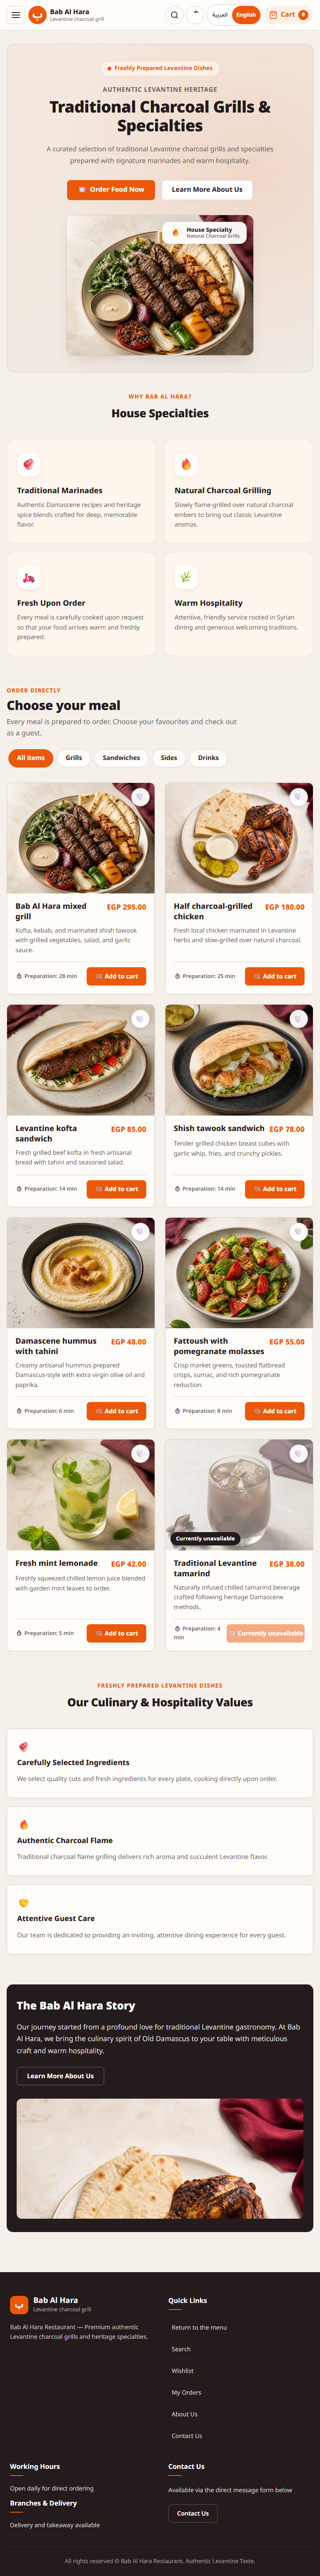 Bab Al Hara
Levantine charcoal grill
العربية
English
Cart 0
Freshly Prepared Levantine Dishes
AUTHENTIC LEVANTINE HERITAGE
Traditional Charcoal Grills &
Specialties
A curated selection of traditional Levantine charcoal grills and specialties
prepared with signature marinades and warm hospitality.
Order Food Now
Learn More About Us
House Specialty
Natural Charcoal Grills
WHY BAB AL HARA?
House Specialties
Traditional Marinades
Authentic Damascene recipes and heritage
spice blends crafted for deep, memorable
flavor.
Natural Charcoal Grilling
Slowly flame-grilled over natural charcoal
embers to bring out classic Levantine
aromas.
Fresh Upon Order
Every meal is carefully cooked upon request
so that your food arrives warm and freshly
prepared.
Warm Hospitality
Attentive, friendly service rooted in Syrian
dining and generous welcoming traditions.
ORDER DIRECTLY
Choose your meal
Every meal is prepared to order. Choose your favourites and check out
as a guest.
All items
Grills
Sandwiches
Sides
Drinks
Bab Al Hara mixed
grill
EGP 295.00
Kofta, kebab, and marinated shish tawook
with grilled vegetables, salad, and garlic
sauce.
Preparation: 28 min
Add to cart
Half charcoal-grilled
chicken
EGP 180.00
Fresh local chicken marinated in Levantine
herbs and slow-grilled over natural charcoal.
Preparation: 25 min
Add to cart
Levantine kofta
sandwich
EGP 85.00
Fresh grilled beef kofta in fresh artisanal
bread with tahini and seasoned salad.
Preparation: 14 min
Add to cart
Shish tawook sandwich
EGP 78.00
Tender grilled chicken breast cubes with
garlic whip, fries, and crunchy pickles.
Preparation: 14 min
Add to cart
Damascene hummus
with tahini
EGP 48.00
Creamy artisanal hummus prepared
Damascus-style with extra virgin olive oil and
paprika.
Preparation: 6 min
Add to cart
Fattoush with
pomegranate molasses
EGP 55.00
Crisp market greens, toasted flatbread
crisps, sumac, and rich pomegranate
reduction.
Preparation: 8 min
Add to cart
Fresh mint lemonade
EGP 42.00
Freshly squeezed chilled lemon juice blended
with garden mint leaves to order.
Preparation: 5 min
Add to cart
Currently unavailable
Traditional Levantine
tamarind
EGP 38.00
Naturally infused chilled tamarind beverage
crafted following heritage Damascene
methods.
Preparation: 4
min
Currently unavailable
FRESHLY PREPARED LEVANTINE DISHES
Our Culinary & Hospitality Values
Carefully Selected Ingredients
We select quality cuts and fresh ingredients for every plate, cooking directly upon order.
Authentic Charcoal Flame
Traditional charcoal flame grilling delivers rich aroma and succulent Levantine flavor.
Attentive Guest Care
Our team is dedicated to providing an inviting, attentive dining experience for every guest.
The Bab Al Hara Story
Our journey started from a profound love for traditional Levantine gastronomy. At Bab
Al Hara, we bring the culinary spirit of Old Damascus to your table with meticulous
craft and warm hospitality.
Learn More About Us
Bab Al Hara
Levantine charcoal grill
Bab Al Hara Restaurant — Premium authentic
Levantine charcoal grills and heritage specialties.
Quick Links
Return to the menu
Search
Wishlist
My Orders
About Us
Contact Us
Working Hours
Open daily for direct ordering
Branches & Delivery
Delivery and takeaway available
Contact Us
Available via the direct message form below
Contact Us
All rights reserved © Bab Al Hara Restaurant. Authentic Levantine Taste.